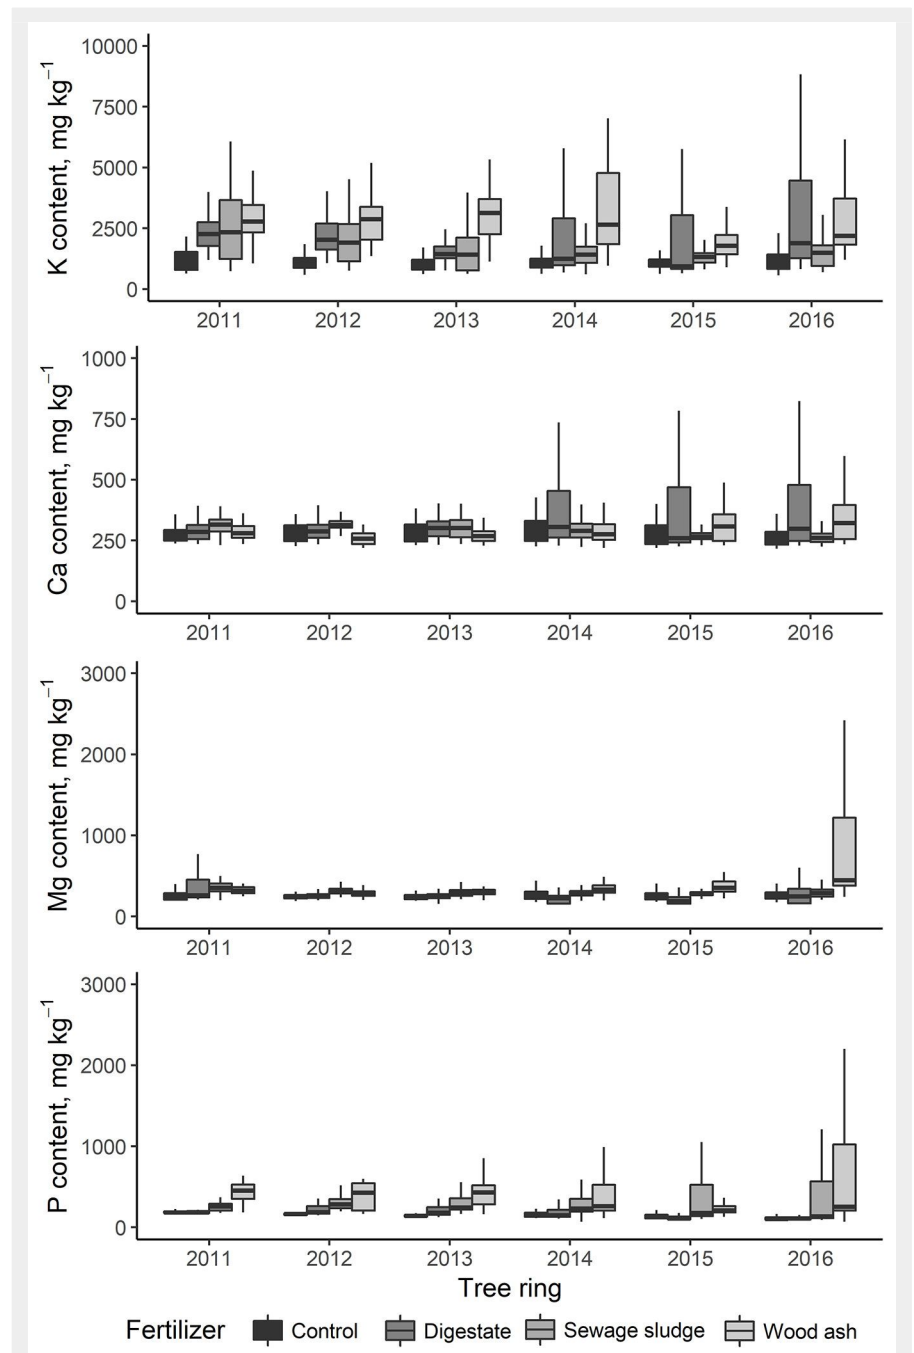 K content, mg kg⁻¹
10000
7500
5000
2500
0
2011 2012 2013 2014 2015 2016
Ca content, mg kg⁻¹
1000
750
500
250
0
2011 2012 2013 2014 2015 2016
Mg content, mg kg⁻¹
3000
2000
1000
0
2011 2012 2013 2014 2015 2016
P content, mg kg⁻¹
3000
2000
1000
0
2011 2012 2013 2014 2015 2016
Tree ring
Fertilizer Control Digestate Sewage sludge Wood ash